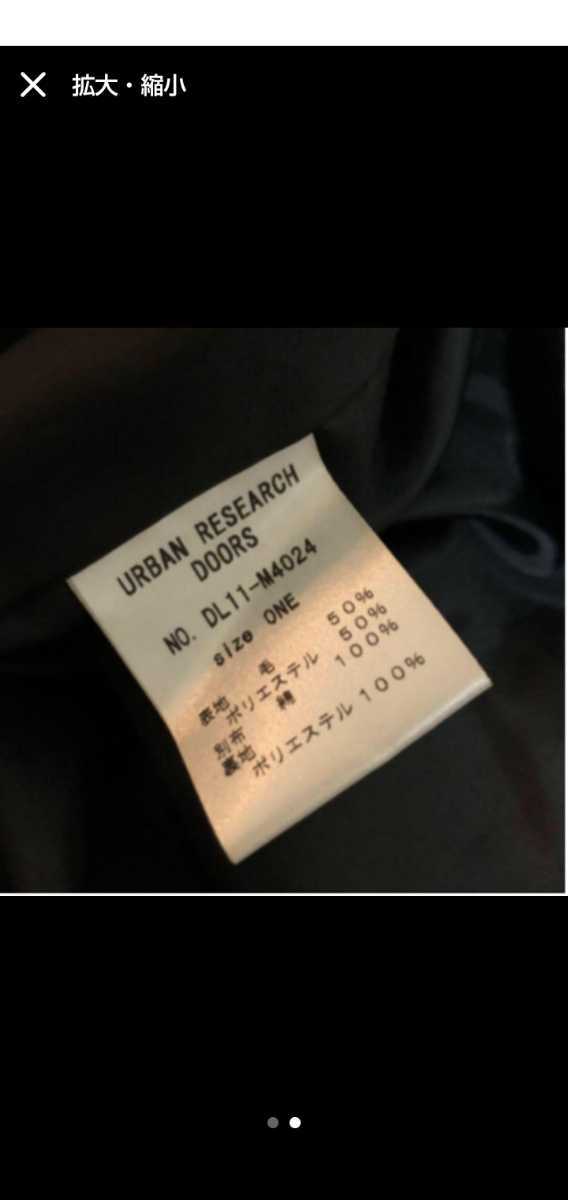 拡大・縮小
URBAN RESEARCH
DOORS
NO. DL11-M4024
size ONE
表地 毛 50%
ポリエステル 50%
別布 綿 100%
裏地 ポリエステル 100%